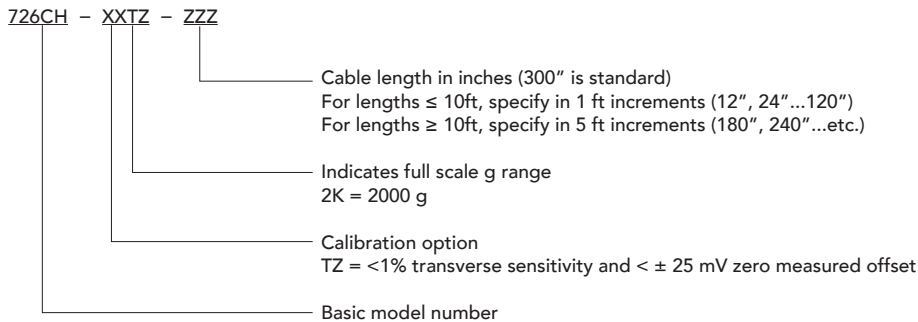 726CH – XXTZ – ZZZ
Cable length in inches (300” is standard)
For lengths ≤ 10ft, specify in 1 ft increments (12”, 24”...120”)
For lengths ≥ 10ft, specify in 5 ft increments (180”, 240”...etc.)
Indicates full scale g range
2K = 2000 g
Calibration option
TZ = <1% transverse sensitivity and < ± 25 mV zero measured offset
Basic model number